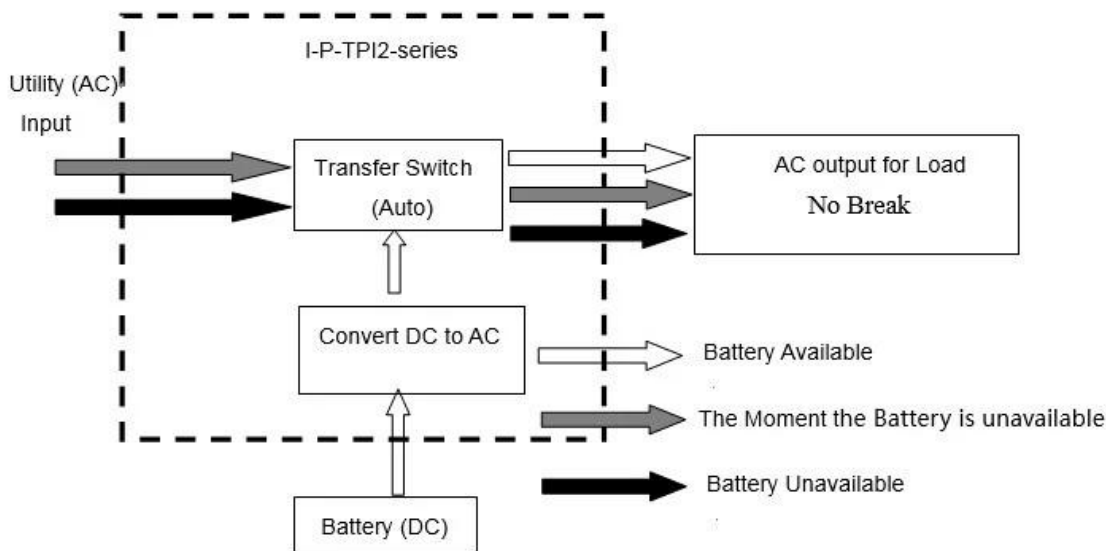 I-P-TPI2-series
Utility (AC)
Input
Transfer Switch
(Auto)
AC output for Load
No Break
Convert DC to AC
Battery Available
The Moment the Battery is unavailable
Battery Unavailable
Battery (DC)